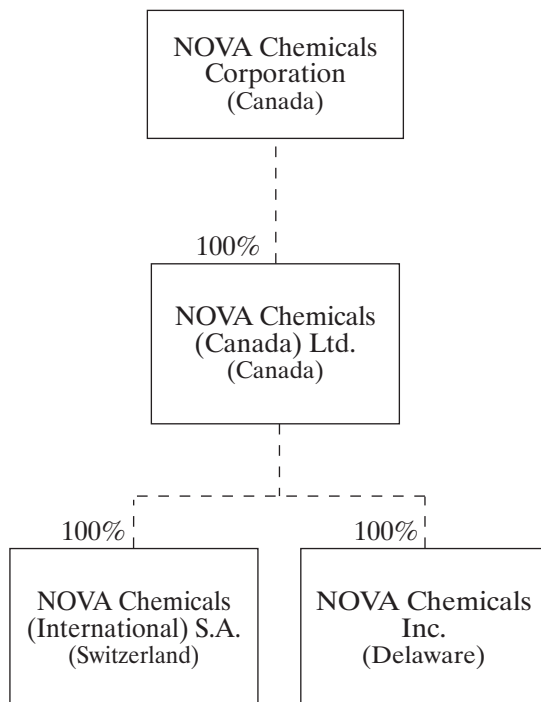 NOVA Chemicals
Corporation
(Canada)
100%
NOVA Chemicals
(Canada) Ltd.
(Canada)
100%
NOVA Chemicals
(International) S.A.
(Switzerland)
100%
NOVA Chemicals
Inc.
(Delaware)